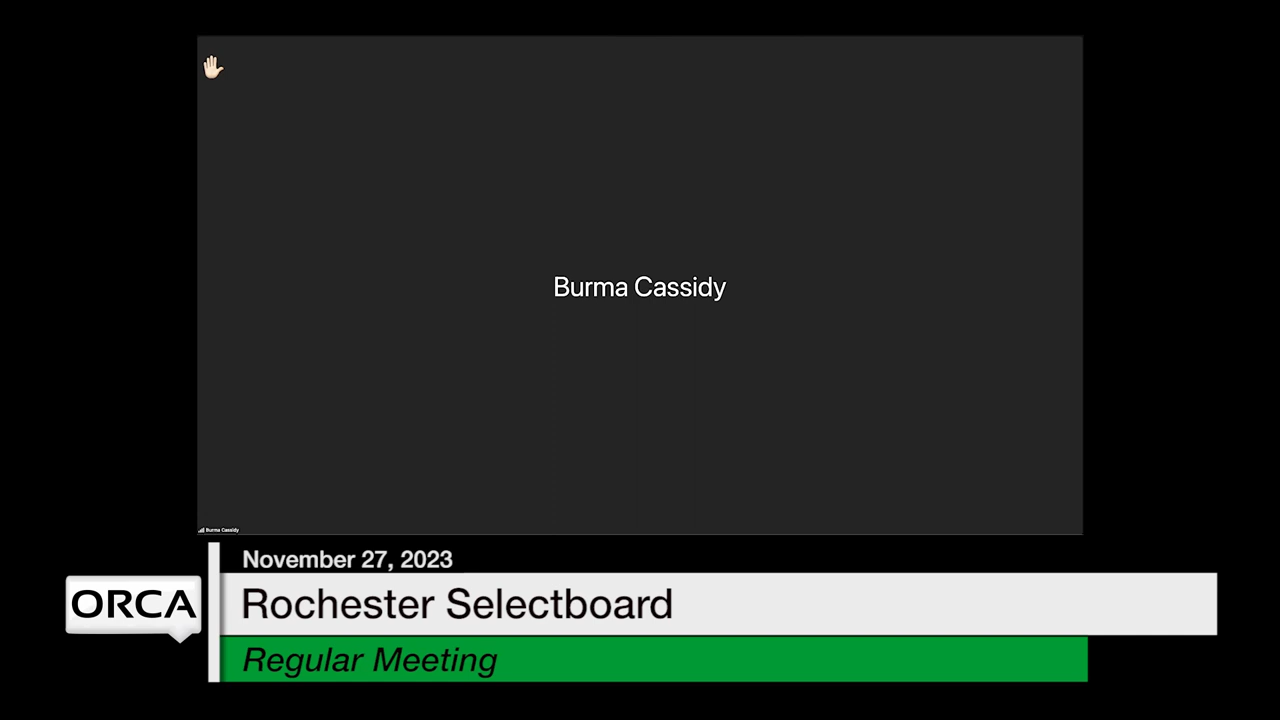 Burma Cassidy
Burma Cassidy
November 27, 2023
ORCA
Rochester Selectboard
Regular Meeting